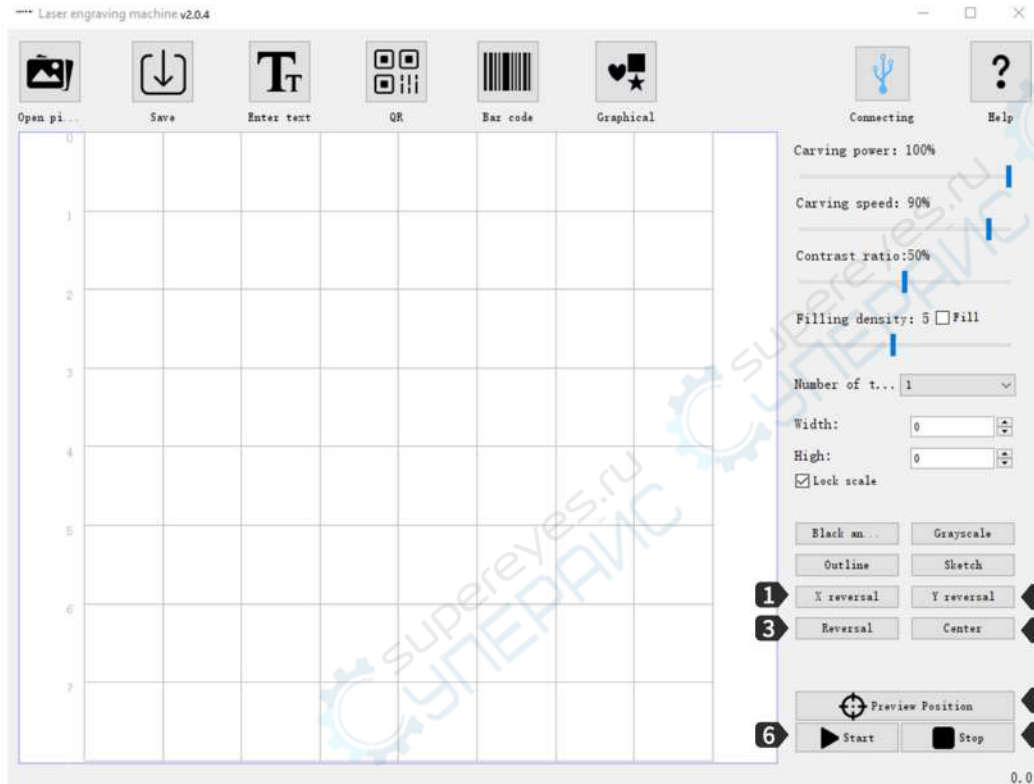 Laser engraving machine v2.0.4
Open pi... Save Enter text QR Bar code Graphical Connecting Help
0
1
2
3
4
5
6
7
Carving power: 100%
Carving speed: 90%
Contrast ratio:50%
Filling density: 5 Fill
Number of t... 1
Width: 0
High: 0
Lock scale
Black an... Grayscale
Outline Sketch
1 X reversal Y reversal
3 Reversal Center
Preview Position
6 Start Stop
0,0
supereyes.ru
СУПЕРАЙС
supereyes.ru
СУПЕРАЙС